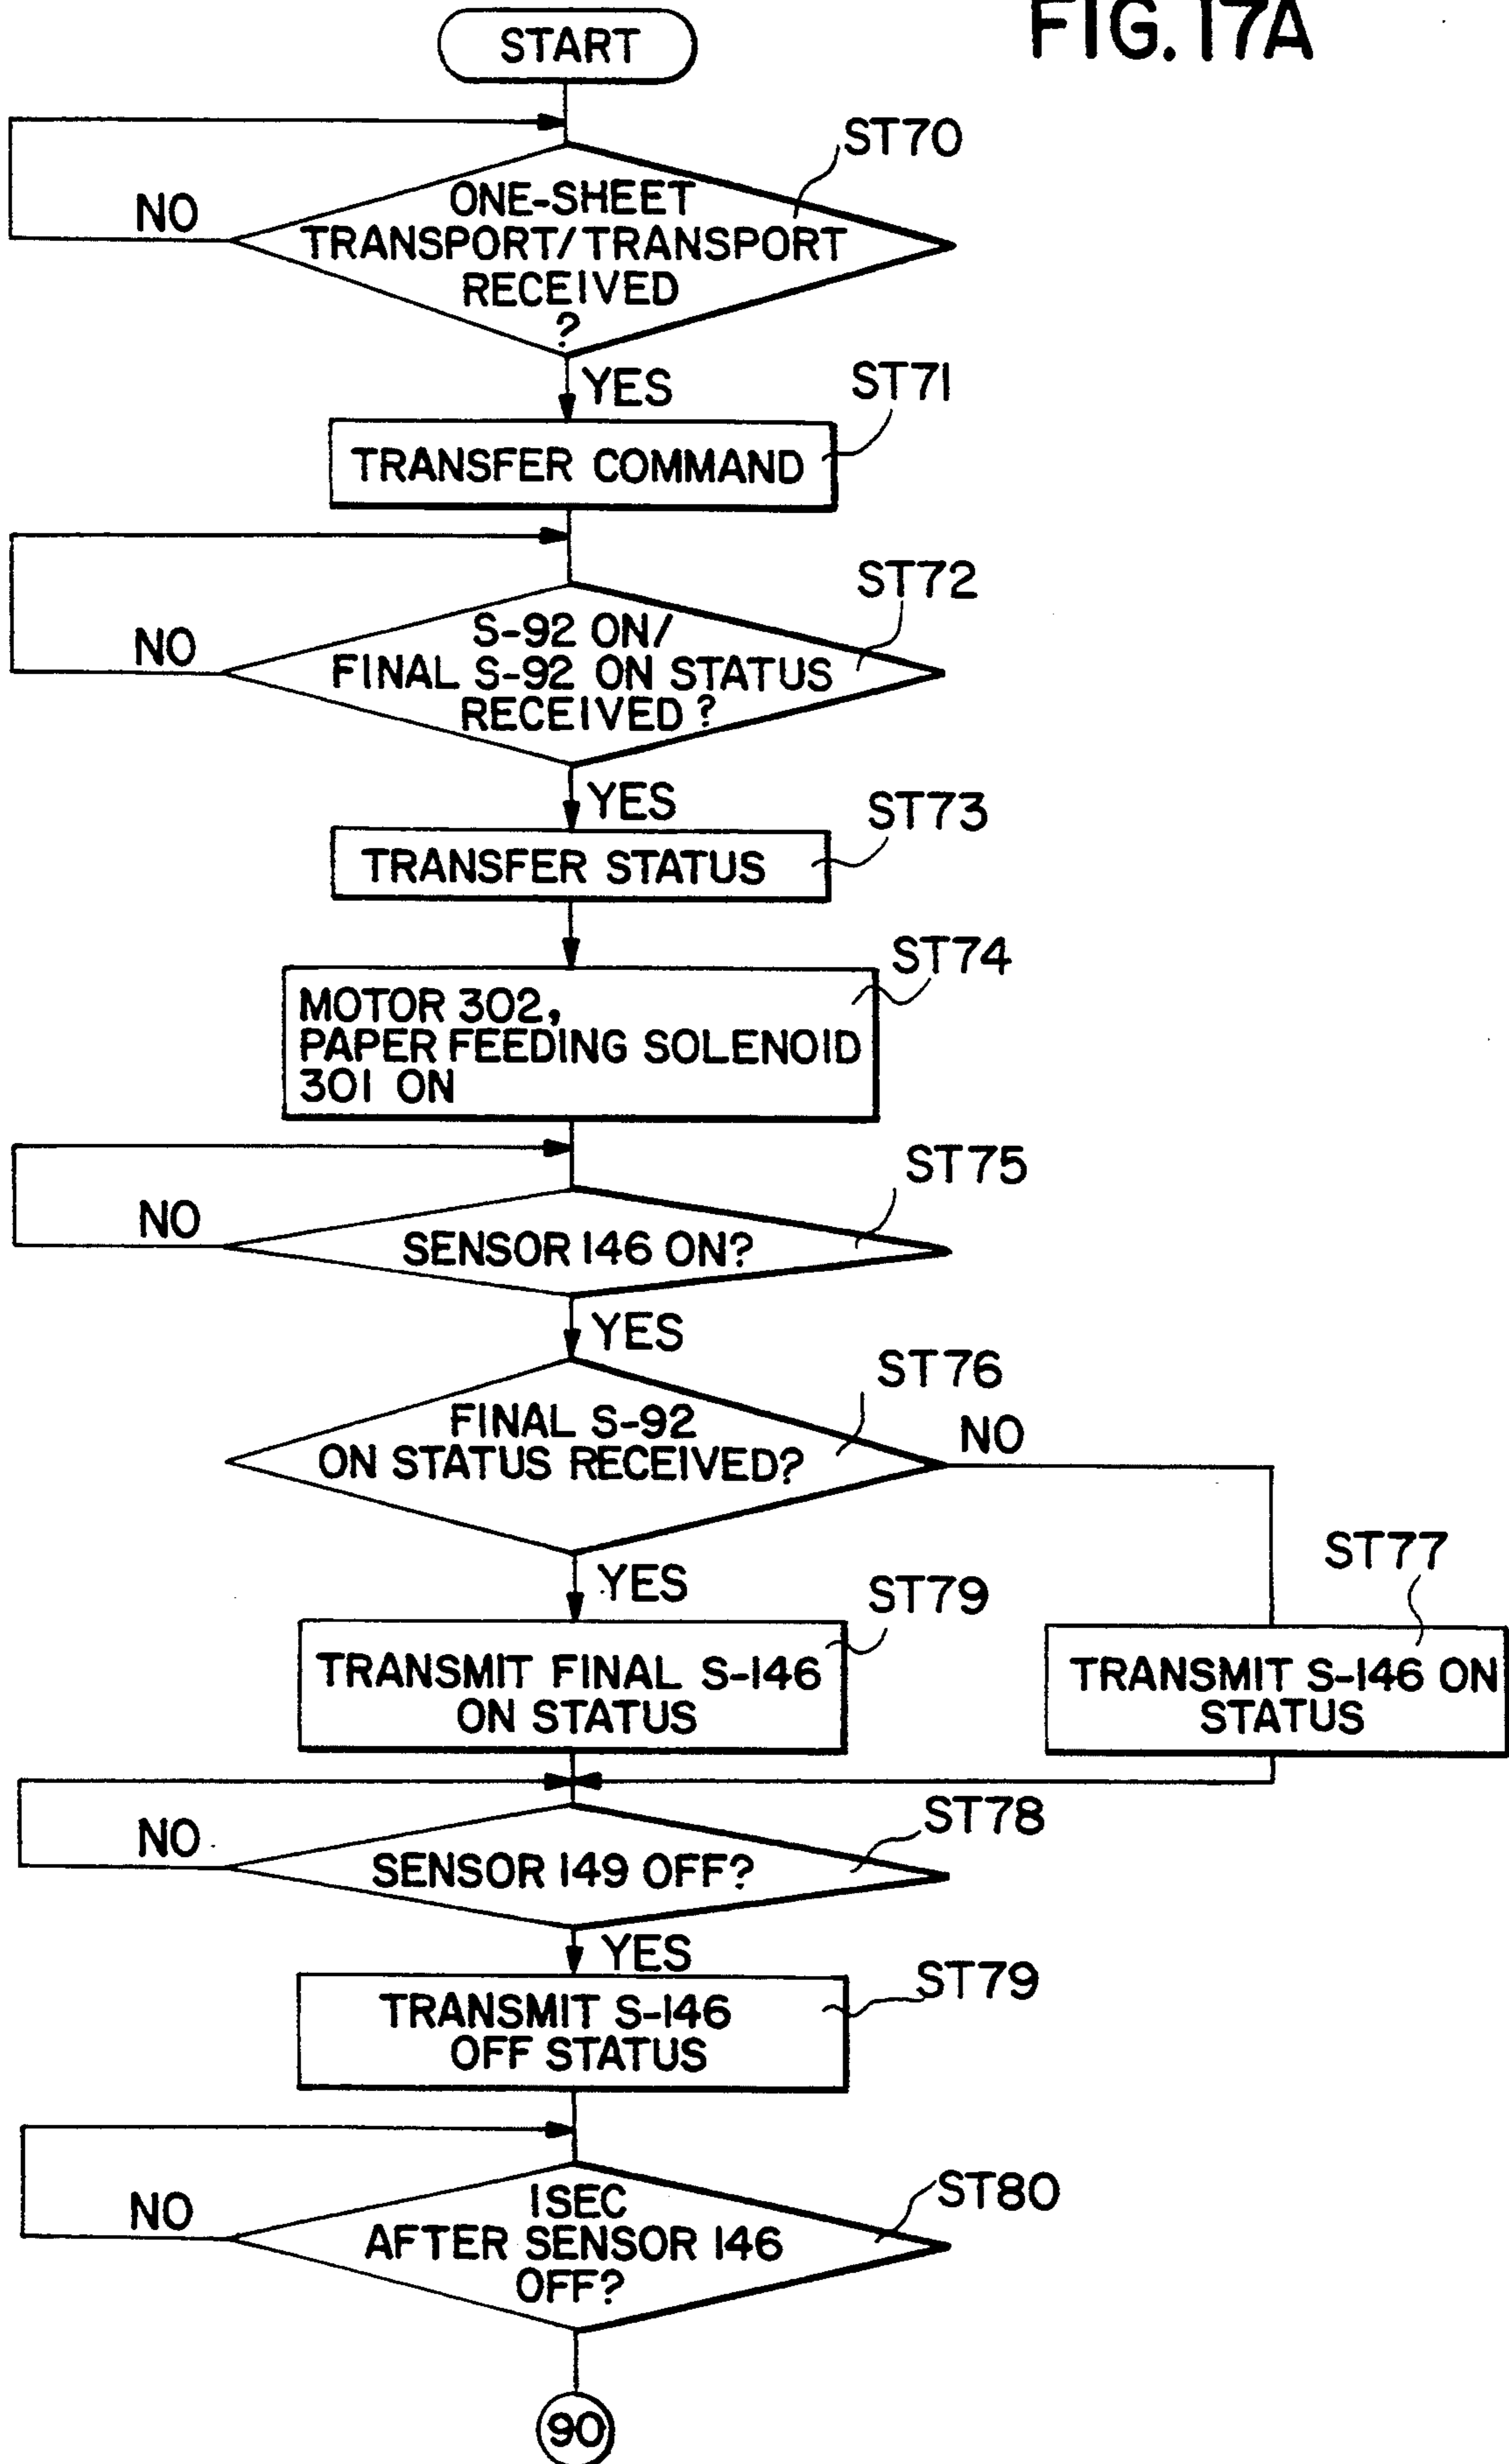 FIG. 17A
START
ST70
ONE-SHEET
TRANSPORT/TRANSPORT
RECEIVED
?
NO
YES
ST71
TRANSFER COMMAND
ST72
S-92 ON/
FINAL S-92 ON STATUS
RECEIVED?
NO
YES
ST73
TRANSFER STATUS
ST74
MOTOR 302,
PAPER FEEDING SOLENOID
301 ON
ST75
NO
SENSOR 146 ON?
YES
ST76
FINAL S-92
ON STATUS RECEIVED?
NO
YES
ST77
ST79
TRANSMIT FINAL S-146
ON STATUS
TRANSMIT S-146 ON
STATUS
ST78
NO
SENSOR 149 OFF?
YES
ST79
TRANSMIT S-146
OFF STATUS
ST80
1SEC
AFTER SENSOR 146
OFF?
NO
90